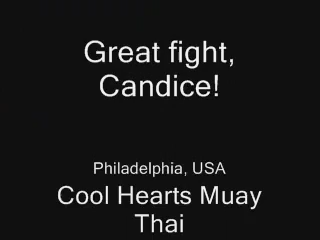 Great fight,
Candice!
Philadelphia, USA
Cool Hearts Muay
Thai